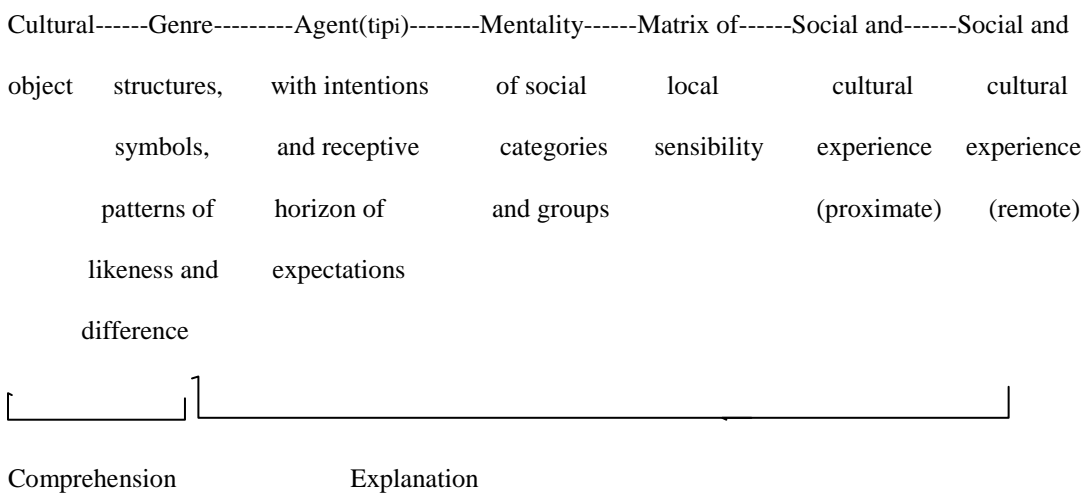 Cultural------Genre---------Agent(tipi)--------Mentality------Matrix of------Social and------Social and
object structures, with intentions of social local cultural cultural
symbols, and receptive categories sensibility experience experience
patterns of horizon of and groups (proximate) (remote)
likeness and expectations
difference
Comprehension Explanation